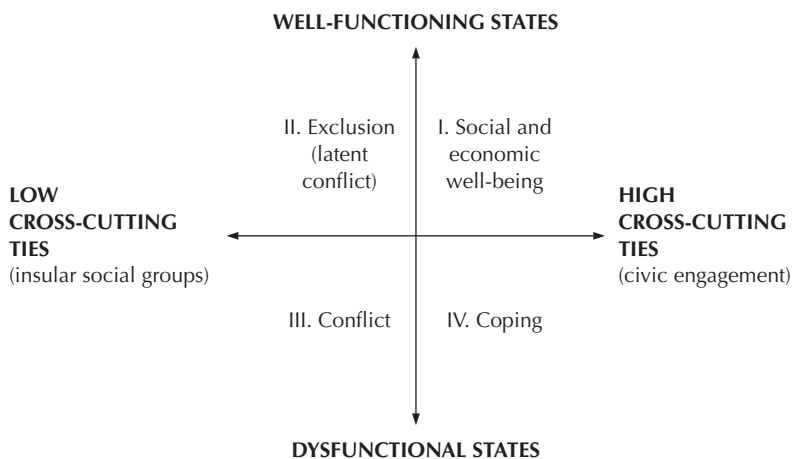 WELL-FUNCTIONING STATES
II. Exclusion
(latent
conflict)
I. Social and
economic
well-being
LOW
CROSS-CUTTING
TIES
(insular social groups)
HIGH
CROSS-CUTTING
TIES
(civic engagement)
III. Conflict
IV. Coping
DYSFUNCTIONAL STATES